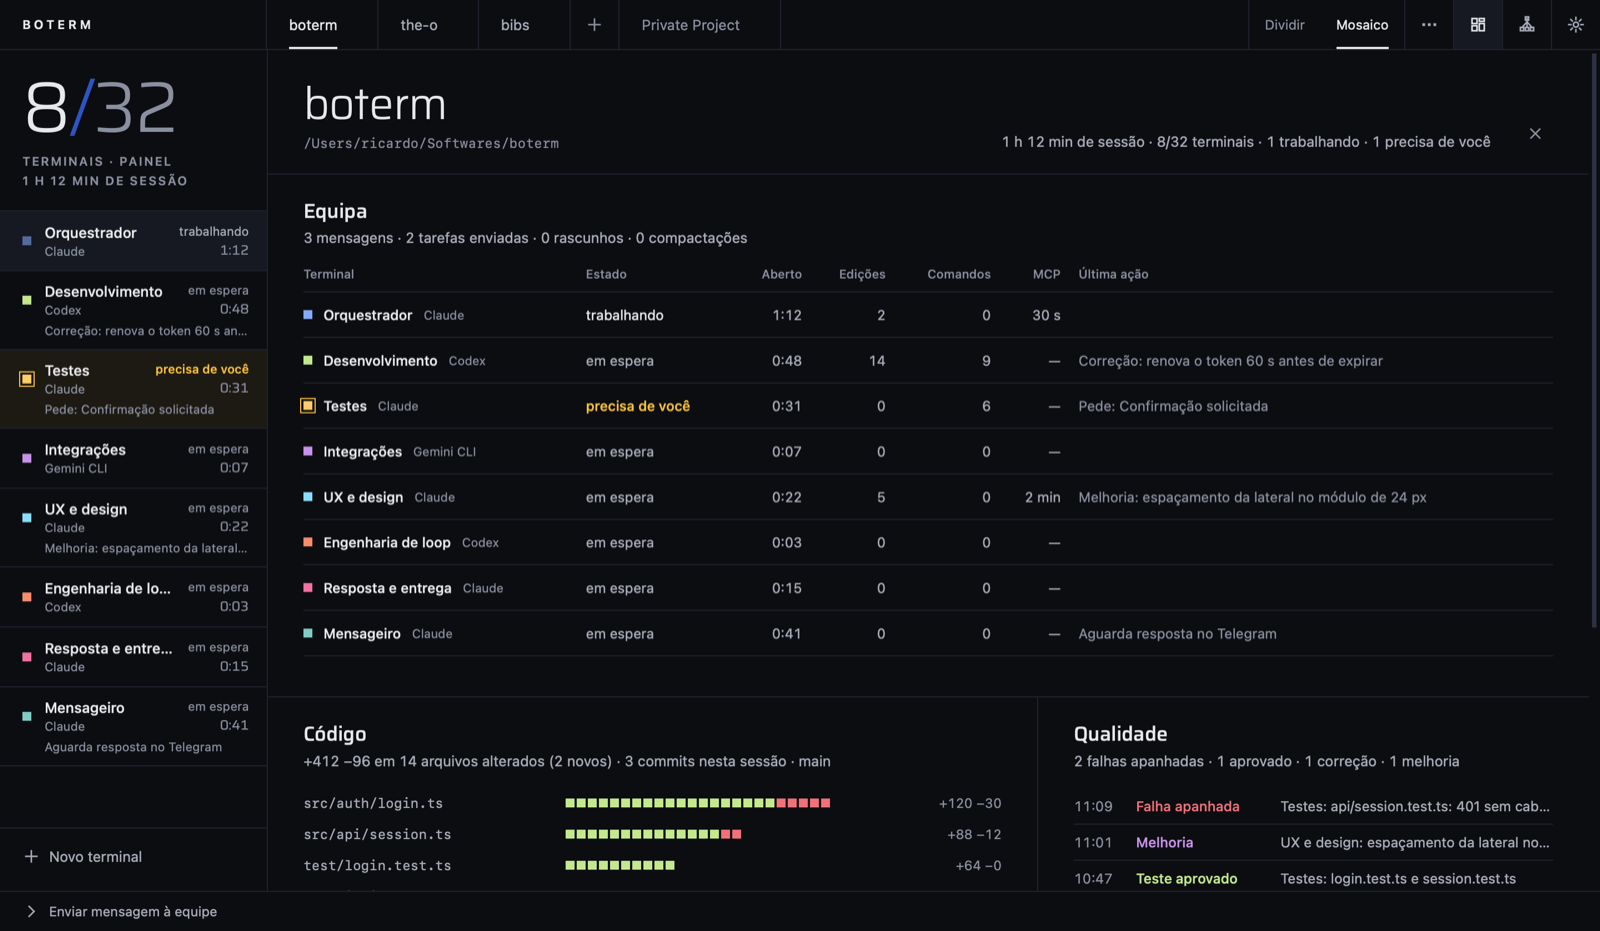 BOTERM
boterm
the-o
bibs
Private Project
Dividir
Mosaico
8/32
TERMINAIS · PAINEL
1 H 12 MIN DE SESSÃO
Orquestrador trabalhando
Claude 1:12
Desenvolvimento em espera
Codex 0:48
Correção: renova o token 60 s an...
Testes precisa de você
Claude 0:31
Pede: Confirmação solicitada
Integrações em espera
Gemini CLI 0:07
UX e design em espera
Claude 0:22
Melhoria: espaçamento da lateral...
Engenharia de lo... em espera
Codex 0:03
Resposta e entre... em espera
Claude 0:15
Mensageiro em espera
Claude 0:41
Aguarda resposta no Telegram
Novo terminal
boterm
/Users/ricardo/Softwares/boterm
1 h 12 min de sessão · 8/32 terminais · 1 trabalhando · 1 precisa de você
Equipa
3 mensagens · 2 tarefas enviadas · 0 rascunhos · 0 compactações
Terminal Estado Aberto Edições Comandos MCP Última ação
Orquestrador Claude trabalhando 1:12 2 0 30 s
Desenvolvimento Codex em espera 0:48 14 9 — Correção: renova o token 60 s antes de expirar
Testes Claude precisa de você 0:31 0 6 — Pede: Confirmação solicitada
Integrações Gemini CLI em espera 0:07 0 0 —
UX e design Claude em espera 0:22 5 0 2 min Melhoria: espaçamento da lateral no módulo de 24 px
Engenharia de loop Codex em espera 0:03 0 0 —
Resposta e entrega Claude em espera 0:15 0 0 —
Mensageiro Claude em espera 0:41 0 0 — Aguarda resposta no Telegram
Código
+412 −96 em 14 arquivos alterados (2 novos) · 3 commits nesta sessão · main
src/auth/login.ts +120 −30
src/api/session.ts +88 −12
test/login.test.ts +64 −0
Qualidade
2 falhas apanhadas · 1 aprovado · 1 correção · 1 melhoria
11:09 Falha apanhada Testes: api/session.test.ts: 401 sem cab...
11:01 Melhoria UX e design: espaçamento da lateral no...
10:47 Teste aprovado Testes: login.test.ts e session.test.ts
Enviar mensagem à equipe